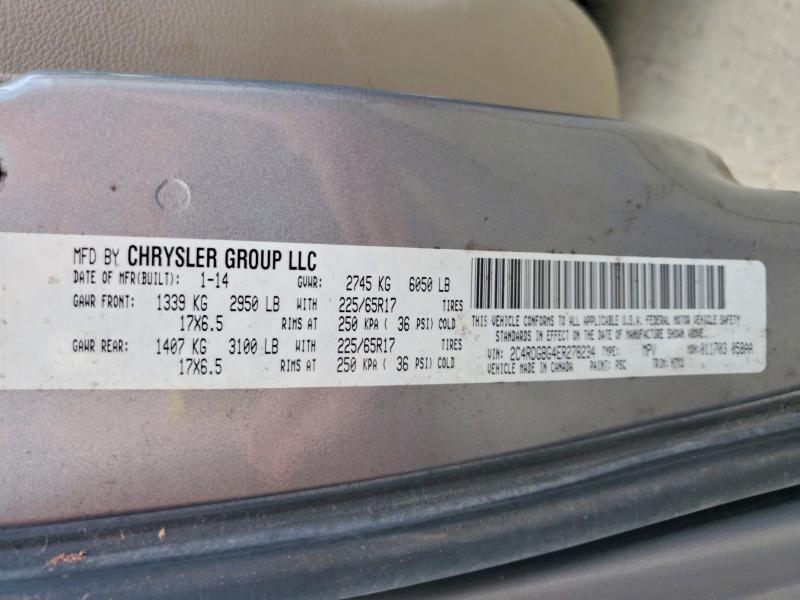 MFD BY CHRYSLER GROUP LLC
DATE OF MFR(BUILT): 1-14 GVWR: 2745 KG 6050 LB
GAWR FRONT: 1339 KG 2950 LB WITH 225/65R17 TIRES
17X6.5 RIMS AT 250 KPA ( 36 PSI) COLD
GAWR REAR: 1407 KG 3100 LB WITH 225/65R17 TIRES
17X6.5 RIMS AT 250 KPA ( 36 PSI) COLD
THIS VEHICLE CONFORMS TO ALL APPLICABLE U.S.A. FEDERAL MOTOR VEHICLE SAFETY
STANDARDS IN EFFECT ON THE DATE OF MANUFACTURE SHOWN ABOVE
VIN: 2C4RDGBG4ER278234 TYPE: MPV MDH: 011703 058AA
VEHICLE MADE IN CANADA PAINT: PSC TRIM: